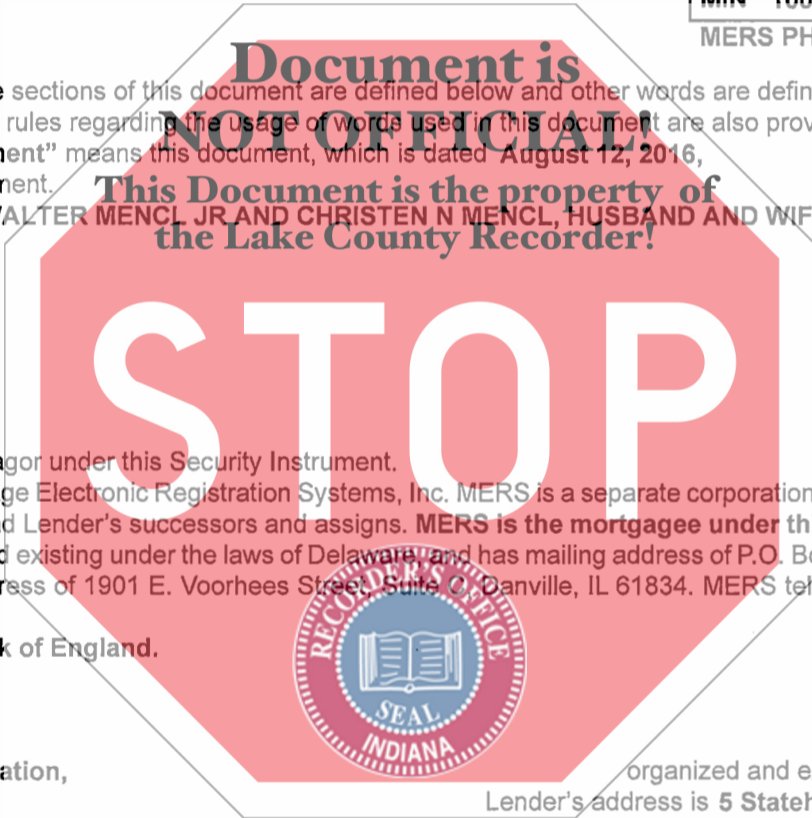 MERS PH
Document is
sections of this document are defined below and other words are defin
NOT OFFICIAL!
rules regarding the usage of words used in this document are also prov
ent" means this document, which is dated August 12, 2016,
ent.
This Document is the property of
ALTER MENCL JR AND CHRISTEN N MENCL, HUSBAND AND WIF
the Lake County Recorder!
STOP
gor under this Security Instrument.
ge Electronic Registration Systems, Inc. MERS is a separate corporation
d Lender's successors and assigns. MERS is the mortgagee under th
existing under the laws of Delaware, and has mailing address of P.O. B
ress of 1901 E. Voorhees Street, Suite C, Danville, IL 61834. MERS tel
RECORDER'S OFFICE
k of England.
SEAL
INDIANA
ation,
organized and e
Lender's address is 5 Stateh